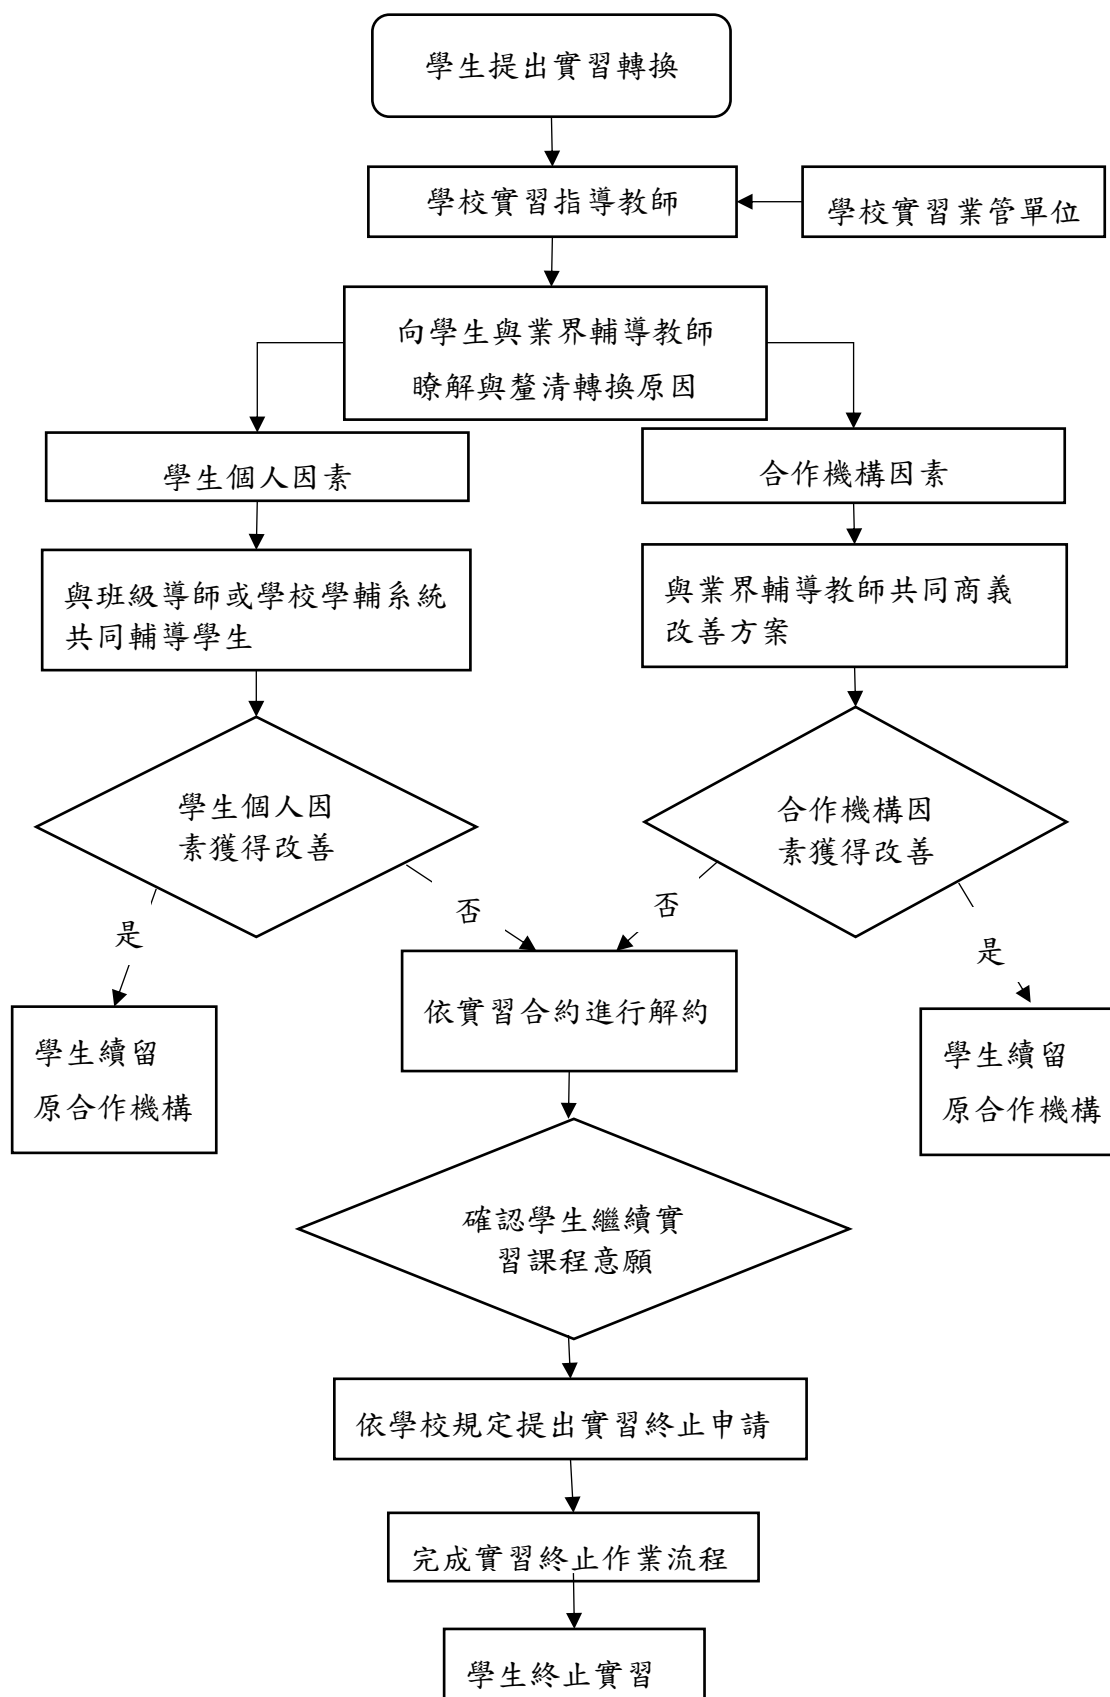 學生提出實習轉換
學校實習指導教師
學校實習業管單位
向學生與業界輔導教師
瞭解與釐清轉換原因
學生個人因素
合作機構因素
與班級導師或學校學輔系統
共同輔導學生
與業界輔導教師共同商義
改善方案
學生個人因
素獲得改善
合作機構因
素獲得改善
是
否
否
是
學生續留
原合作機構
依實習合約進行解約
學生續留
原合作機構
確認學生繼續實
習課程意願
依學校規定提出實習終止申請
完成實習終止作業流程
學生終止實習